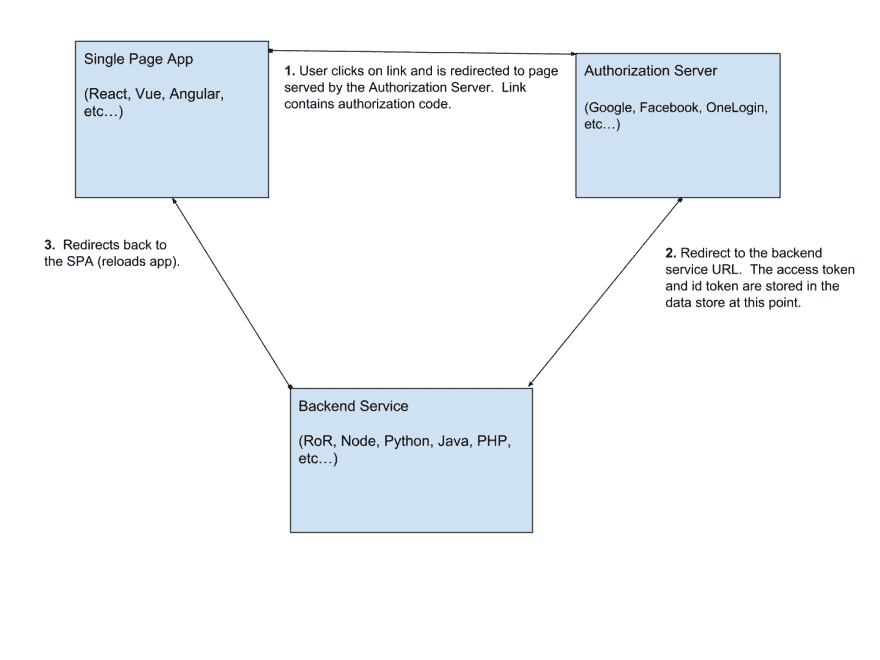 Single Page App
(React, Vue, Angular,
etc...)
1. User clicks on link and is redirected to page
served by the Authorization Server.  Link
contains authorization code.
Authorization Server
(Google, Facebook, OneLogin,
etc...)
3.  Redirects back to
the SPA (reloads app).
2. Redirect to the backend
service URL.  The access token
and id token are stored in the
data store at this point.
Backend Service
(RoR, Node, Python, Java, PHP,
etc...)